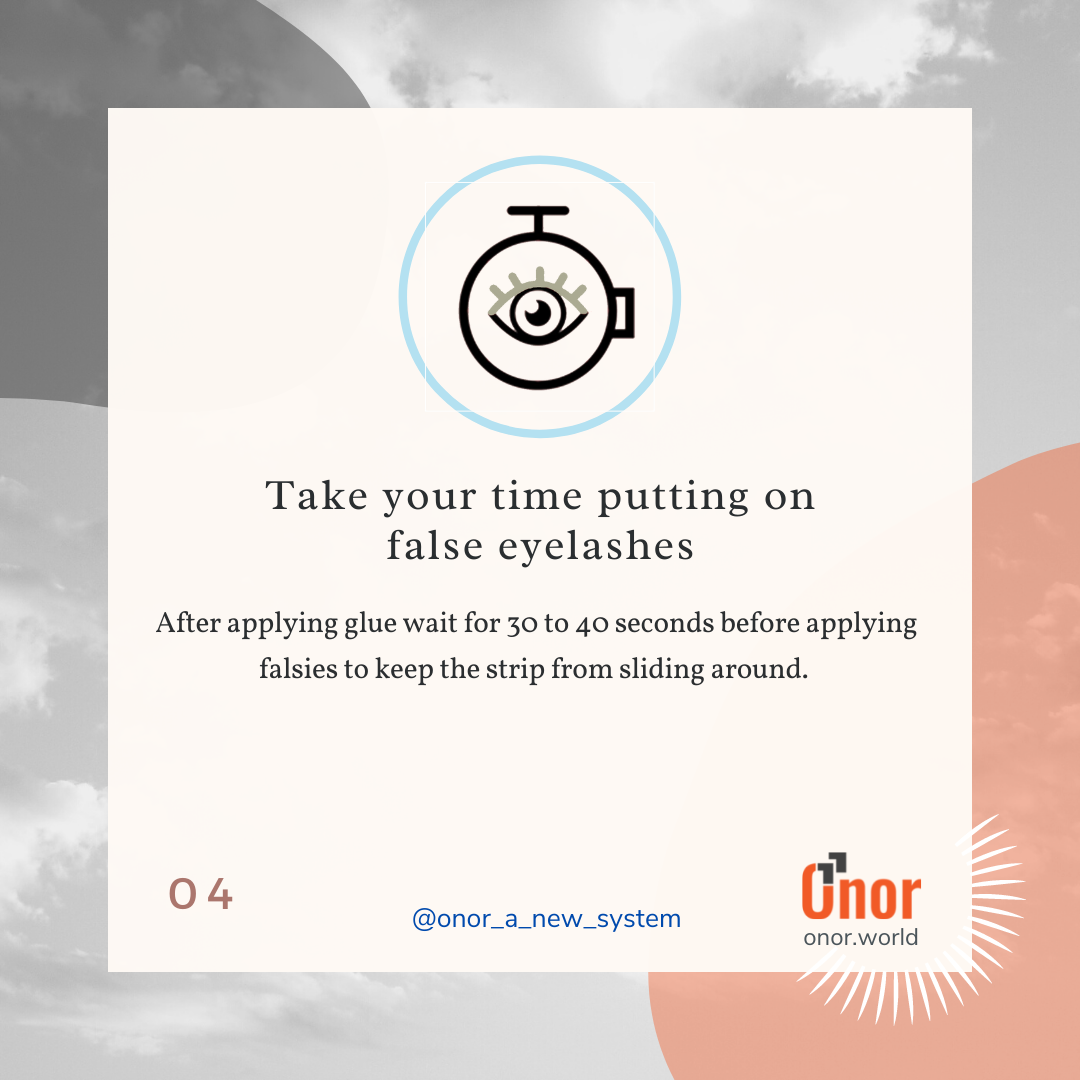 Take your time putting on
false eyelashes
After applying glue wait for 30 to 40 seconds before applying
falsies to keep the strip from sliding around.
04
@onor_a_new_system
Onor
onor.world